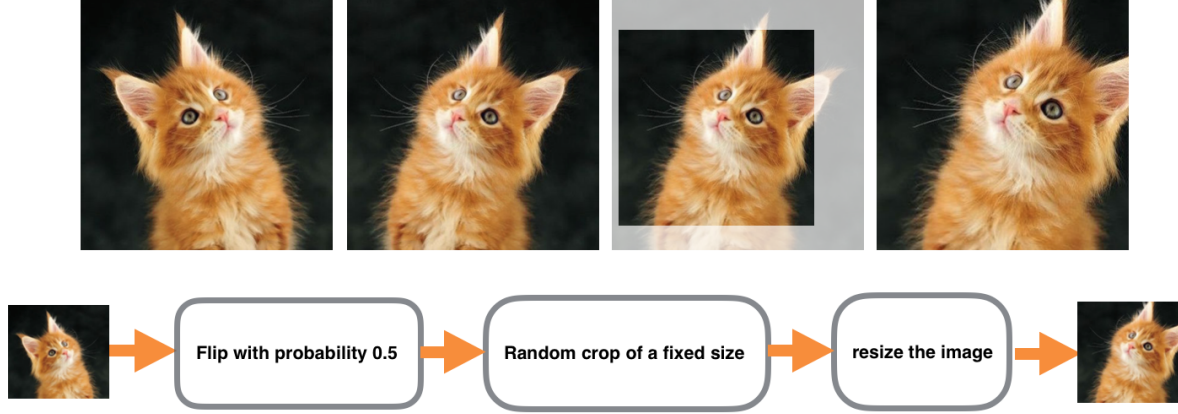 Flip with probability 0.5
Random crop of a fixed size
resize the image